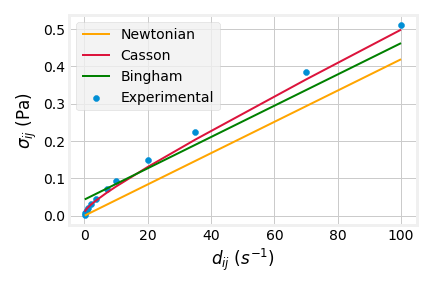 0.5
0.4
0.3
0.2
0.1
0.0
σij (Pa)
Newtonian
Casson
Bingham
Experimental
0 20 40 60 80 100
dij (s⁻¹)